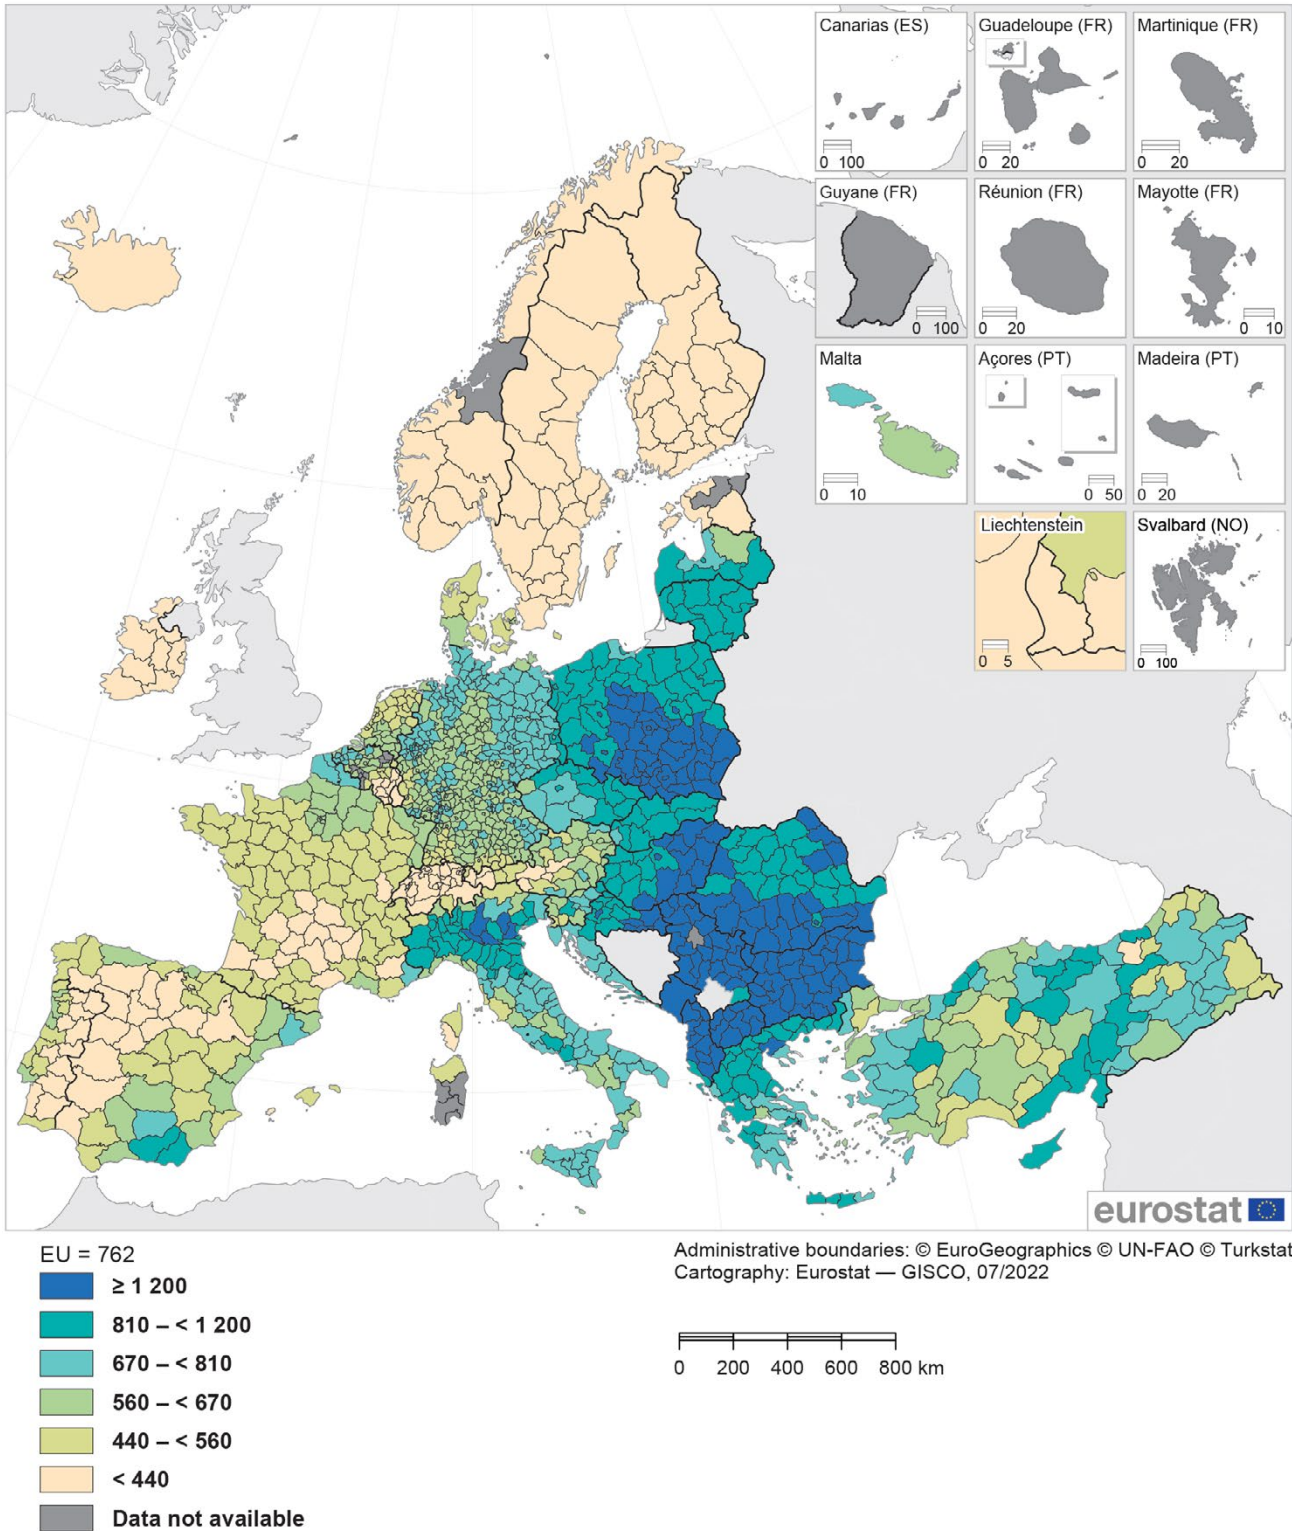 Canarias (ES)
0 100
Guadeloupe (FR)
0 20
Martinique (FR)
0 20
Guyane (FR)
0 100
Réunion (FR)
0 20
Mayotte (FR)
0 10
Malta
0 10
Açores (PT)
0 50
Madeira (PT)
0 20
Liechtenstein
0 5
Svalbard (NO)
0 100
eurostat
EU = 762
≥ 1 200
810 – < 1 200
670 – < 810
560 – < 670
440 – < 560
< 440
Data not available
Administrative boundaries: © EuroGeographics © UN-FAO © Turkstat
Cartography: Eurostat — GISCO, 07/2022
0 200 400 600 800 km